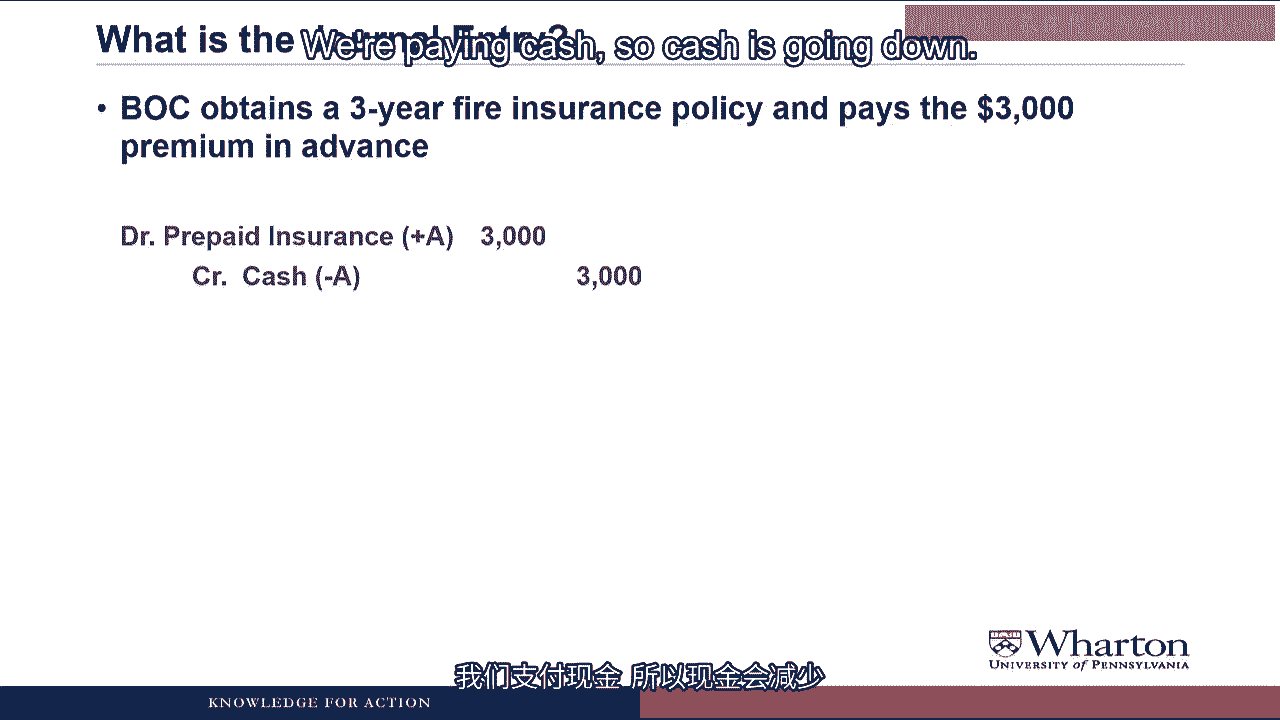 What is the Journal Entry?
We're paying cash, so cash is going down.
• BOC obtains a 3-year fire insurance policy and pays the $3,000
premium in advance
Dr. Prepaid Insurance (+A) 3,000
Cr. Cash (-A) 3,000
Wharton
UNIVERSITY of PENNSYLVANIA
我们支付现金 所以现金会减少
KNOWLEDGE FOR ACTION